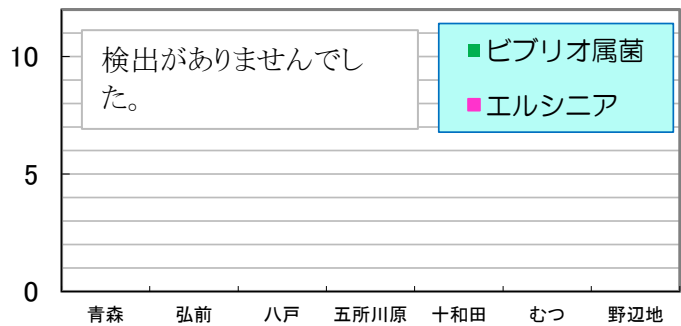 10
検出がありませんでし
た。
ビブリオ属菌
エルシニア
5
0
青森 弘前 八戸 五所川原 十和田 むつ 野辺地